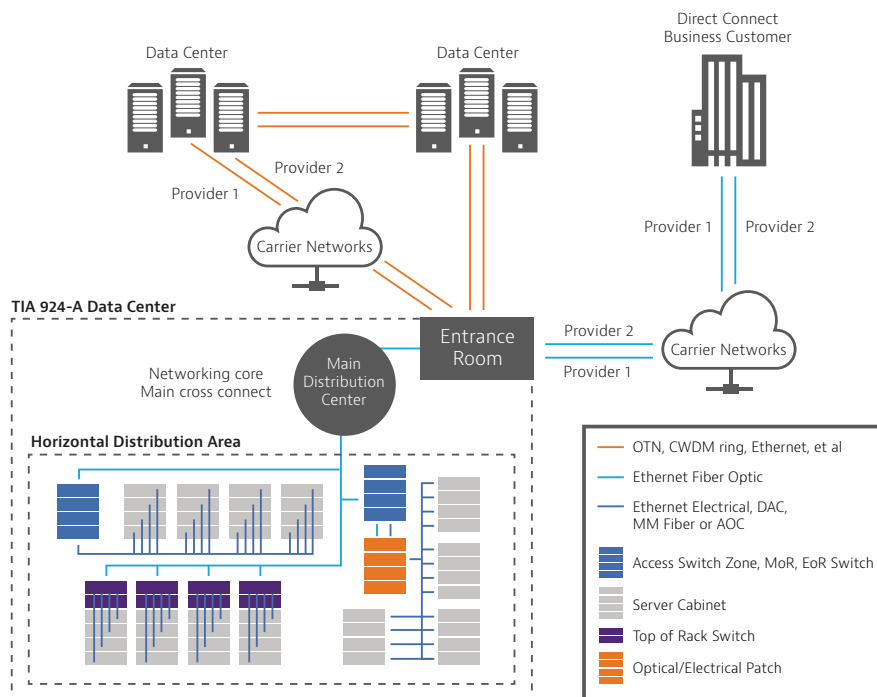 Direct Connect
Business Customer
Data Center
Data Center
Provider 2
Provider 1
Carrier Networks
Provider 1
Provider 2
TIA 924-A Data Center
Entrance
Room
Provider 2
Provider 1
Carrier Networks
Networking core
Main cross connect
Main
Distribution
Center
Horizontal Distribution Area
OTN, CWDM ring, Ethernet, et al
Ethernet Fiber Optic
Ethernet Electrical, DAC,
MM Fiber or AOC
Access Switch Zone, MoR, EoR Switch
Server Cabinet
Top of Rack Switch
Optical/Electrical Patch